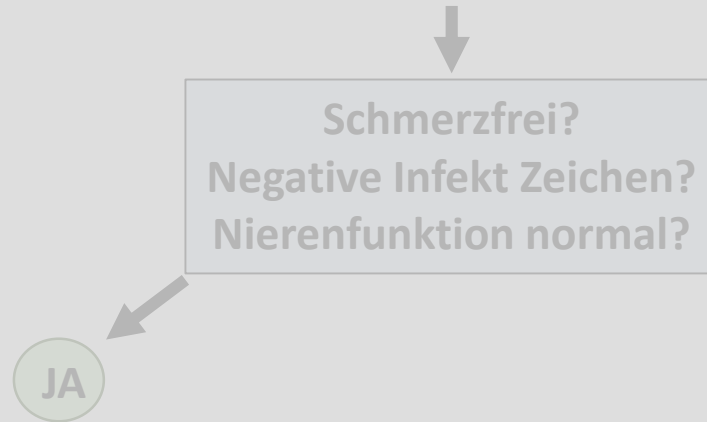 Schmerzfrei?
Negative Infekt Zeichen?
Nierenfunktion normal?
JA